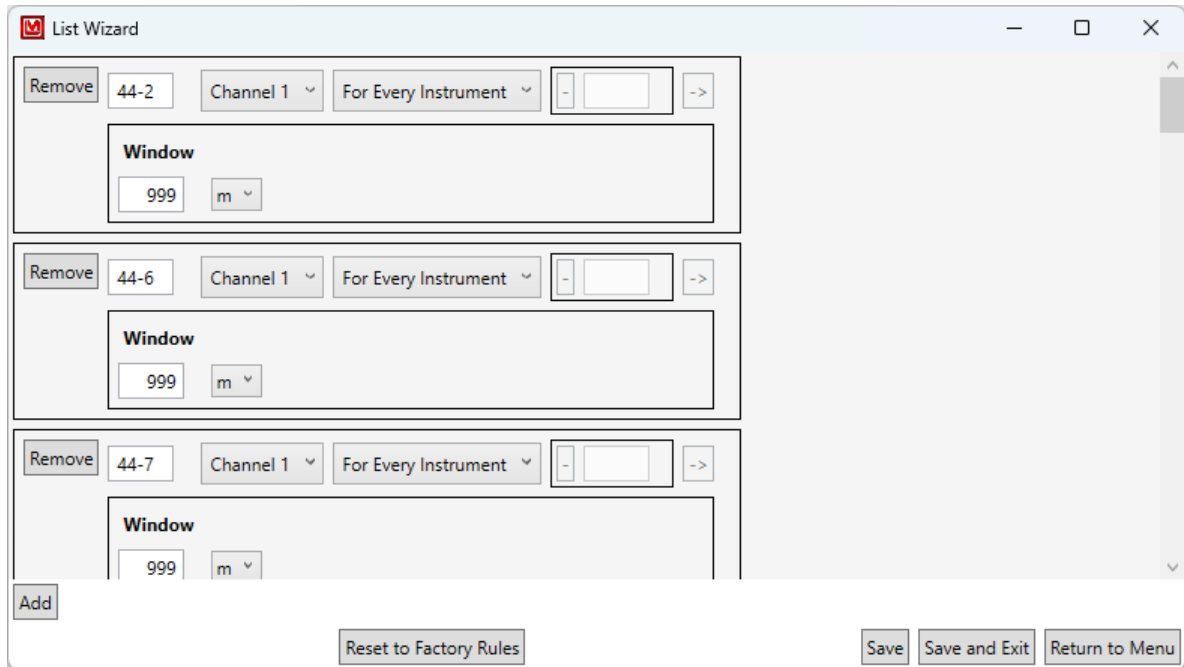 List Wizard
Remove 44-2 Channel 1 For Every Instrument - ->
Window
999 m
Remove 44-6 Channel 1 For Every Instrument - ->
Window
999 m
Remove 44-7 Channel 1 For Every Instrument - ->
Window
999 m
Add
Reset to Factory Rules Save Save and Exit Return to Menu